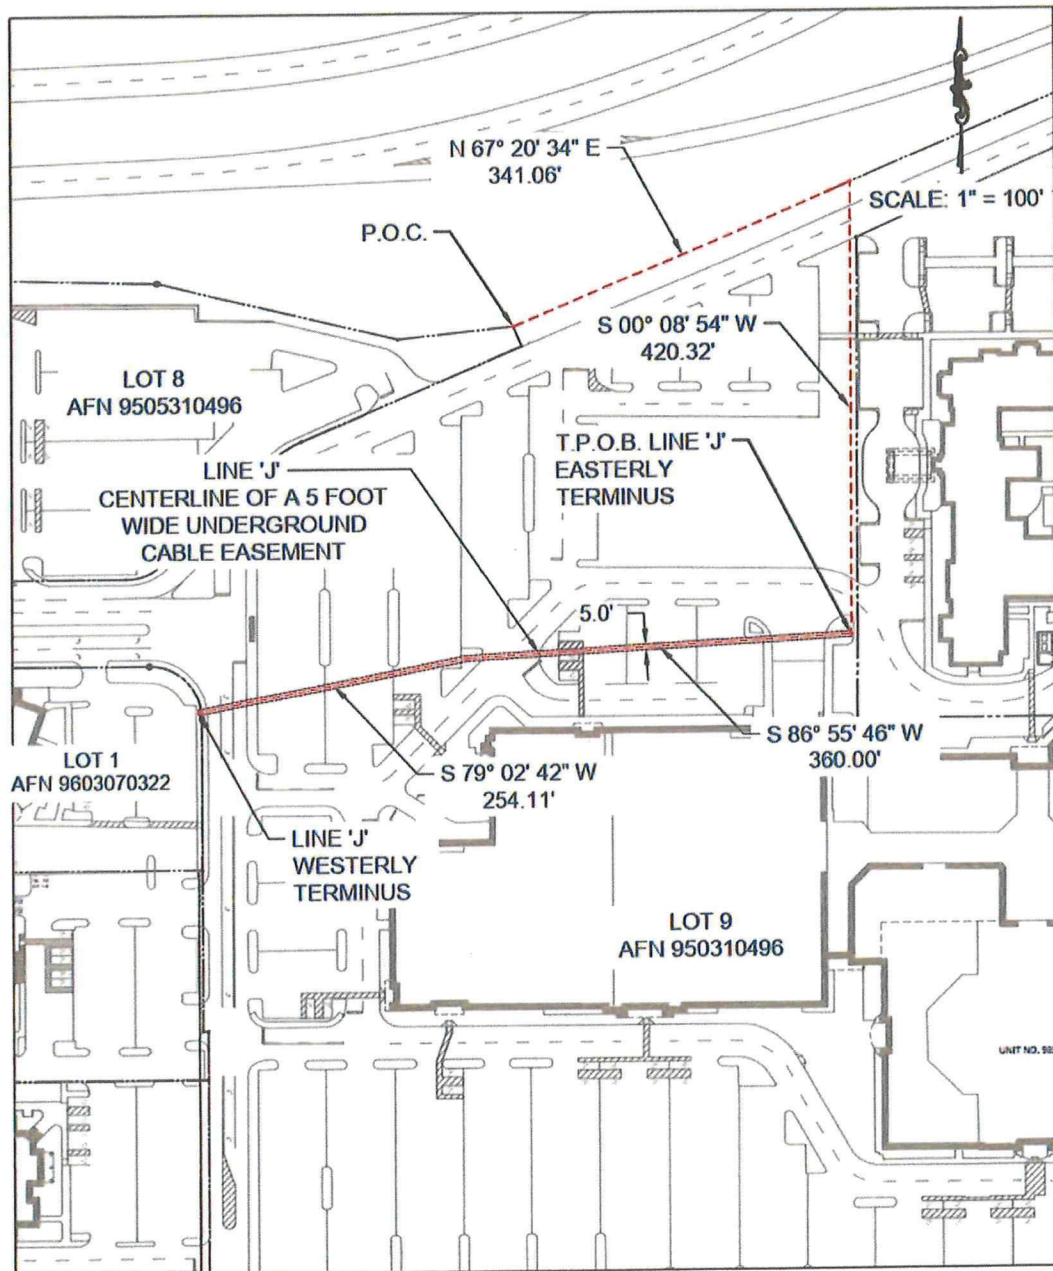 N 67° 20' 34" E
341.06'
SCALE: 1" = 100'
P.O.C.
S 00° 08' 54" W
420.32'
LOT 8
AFN 9505310496
T.P.O.B. LINE 'J'
EASTERLY
TERMINUS
LINE 'J'
CENTERLINE OF A 5 FOOT
WIDE UNDERGROUND
CABLE EASEMENT
5.0'
S 86° 55' 46" W
360.00'
LOT 1
AFN 9603070322
S 79° 02' 42" W
254.11'
LINE 'J'
WESTERLY
TERMINUS
LOT 9
AFN 950310496
UNIT NO.